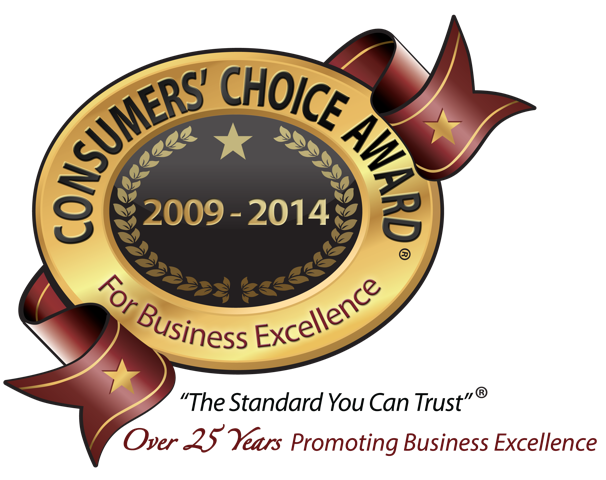 CONSUMERS' CHOICE AWARD®
2009 - 2014
For Business Excellence
"The Standard You Can Trust"®
Over 25 Years Promoting Business Excellence